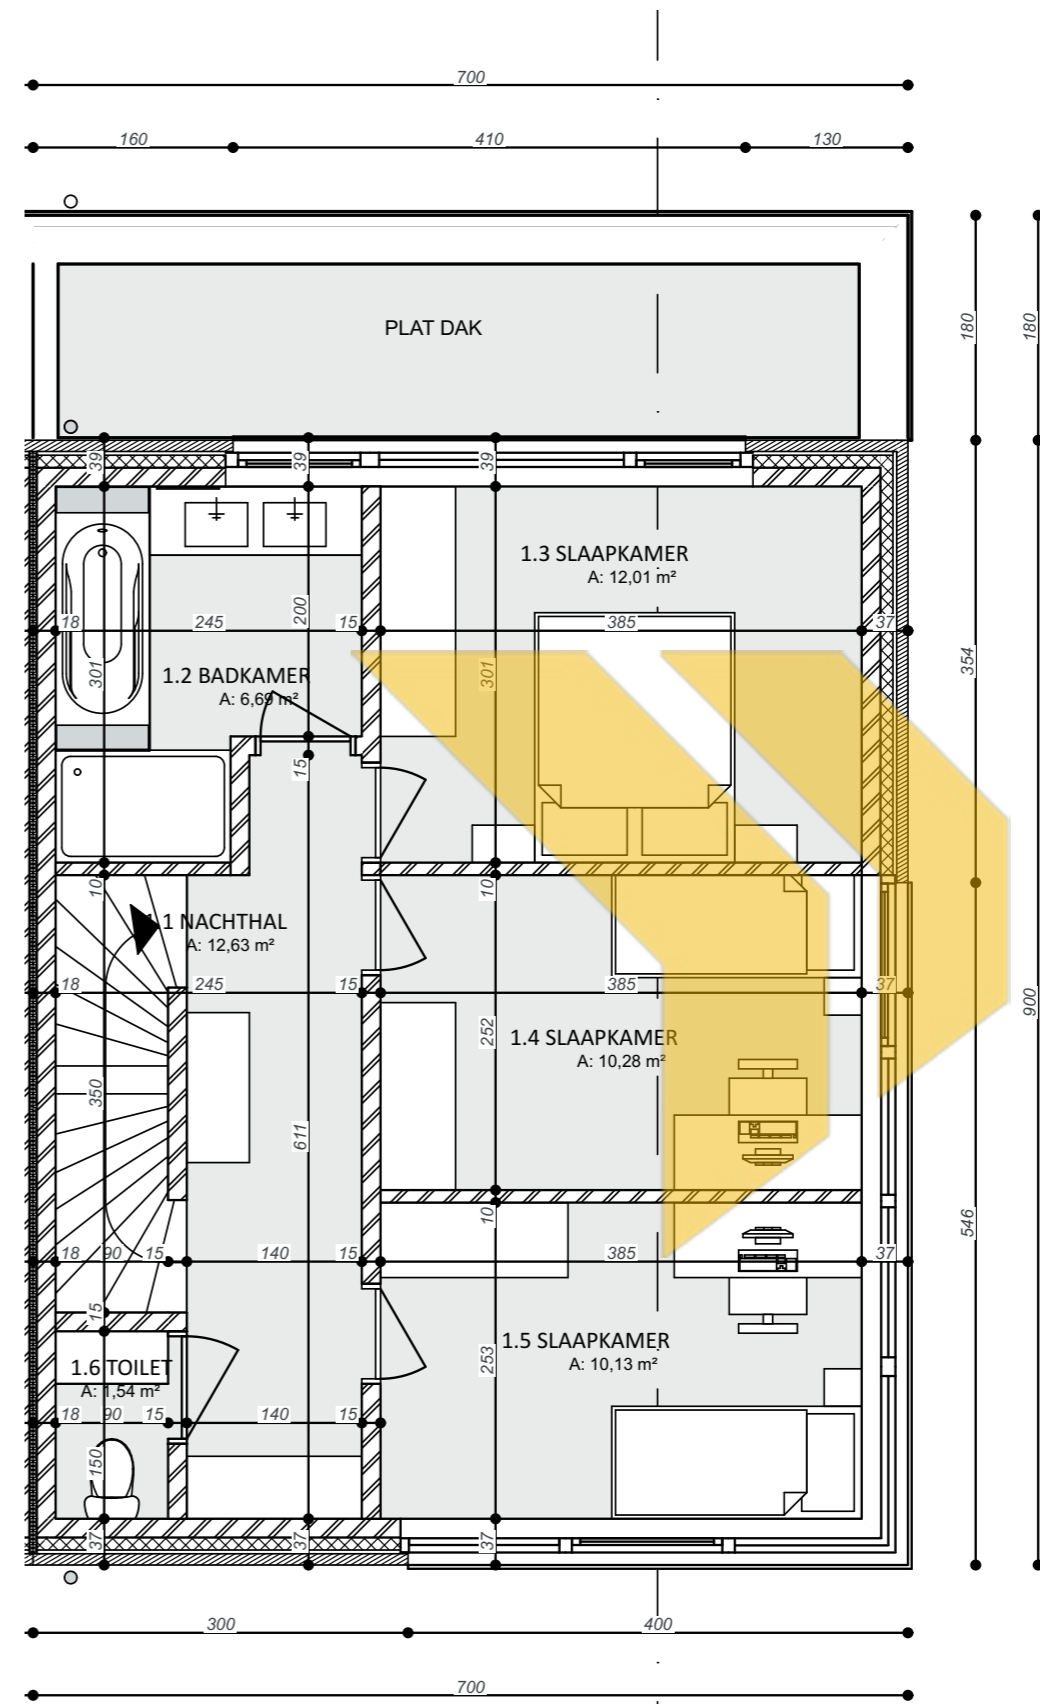 700
160 410 130
PLAT DAK
180 180
39 39 39
1.3 SLAAPKAMER
A: 12,01 m²
18 245 200 15 385 37
301 301 354
1.2 BADKAMER
A: 6,69 m²
15
10 10
1.1 NACHTHAL
A: 12,63 m²
18 245 15 385 37
900
252
1.4 SLAAPKAMER
A: 10,28 m²
350
611
10 546
18 90 15 140 15 385 37
15
1.5 SLAAPKAMER
A: 10,13 m²
253
1.6 TOILET
A: 1,54 m²
18 90 15 140 15
150
37 37 37
300 400
700